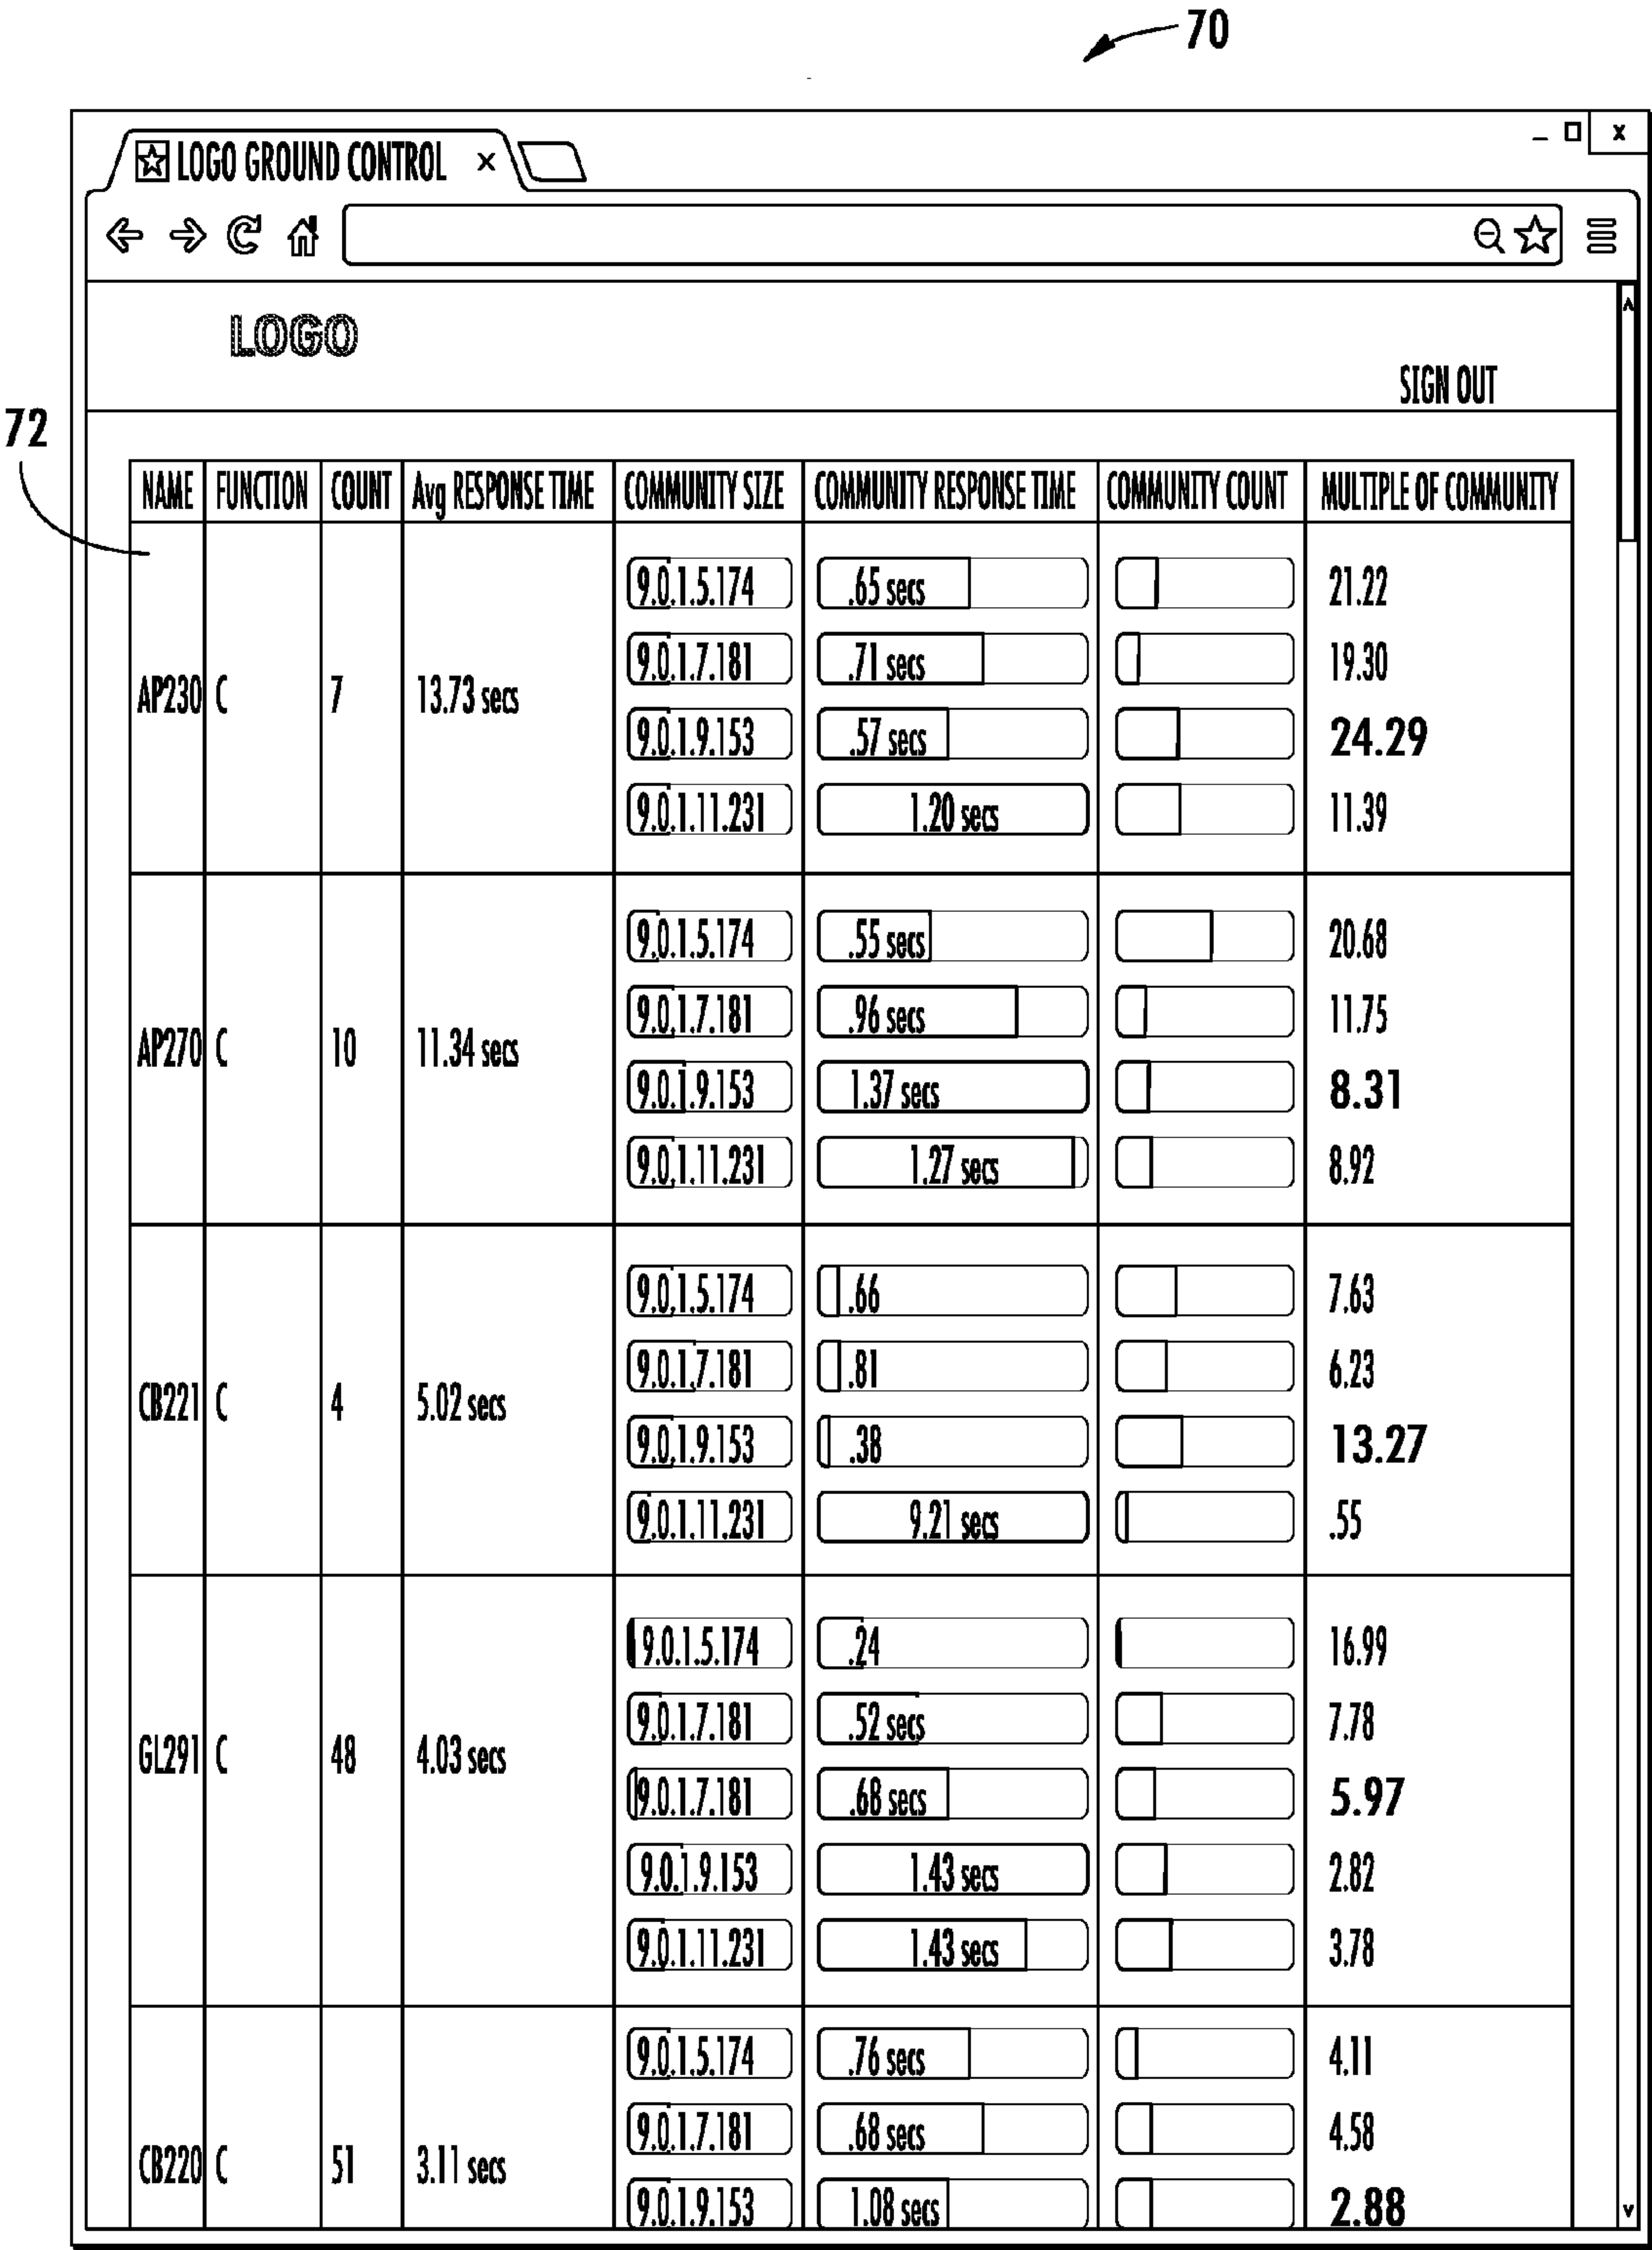 70
LOGO GROUND CONTROL x
LOGO
SIGN OUT
72
NAME FUNCTION COUNT Avg RESPONSE TIME COMMUNITY SIZE COMMUNITY RESPONSE TIME COMMUNITY COUNT MULTIPLE OF COMMUNITY
9.0.1.5.174 .65 secs 21.22
9.0.1.7.181 .71 secs 19.30
AP230 C 7 13.73 secs
9.0.1.9.153 .57 secs 24.29
9.0.1.11.231 1.20 secs 11.39
9.0.1.5.174 .55 secs 20.68
9.0.1.7.181 .96 secs 11.75
AP270 C 10 11.34 secs
9.0.1.9.153 1.37 secs 8.31
9.0.1.11.231 1.27 secs 8.92
9.0.1.5.174 .66 7.63
9.0.1.7.181 .81 6.23
CB221 C 4 5.02 secs
9.0.1.9.153 .38 13.27
9.0.1.11.231 9.21 secs .55
9.0.1.5.174 .24 16.99
9.0.1.7.181 .52 secs 7.78
GL291 C 48 4.03 secs
9.0.1.7.181 .68 secs 5.97
9.0.1.9.153 1.43 secs 2.82
9.0.1.11.231 1.43 secs 3.78
9.0.1.5.174 .76 secs 4.11
9.0.1.7.181 .68 secs 4.58
CB220 C 51 3.11 secs
9.0.1.9.153 1.08 secs 2.88